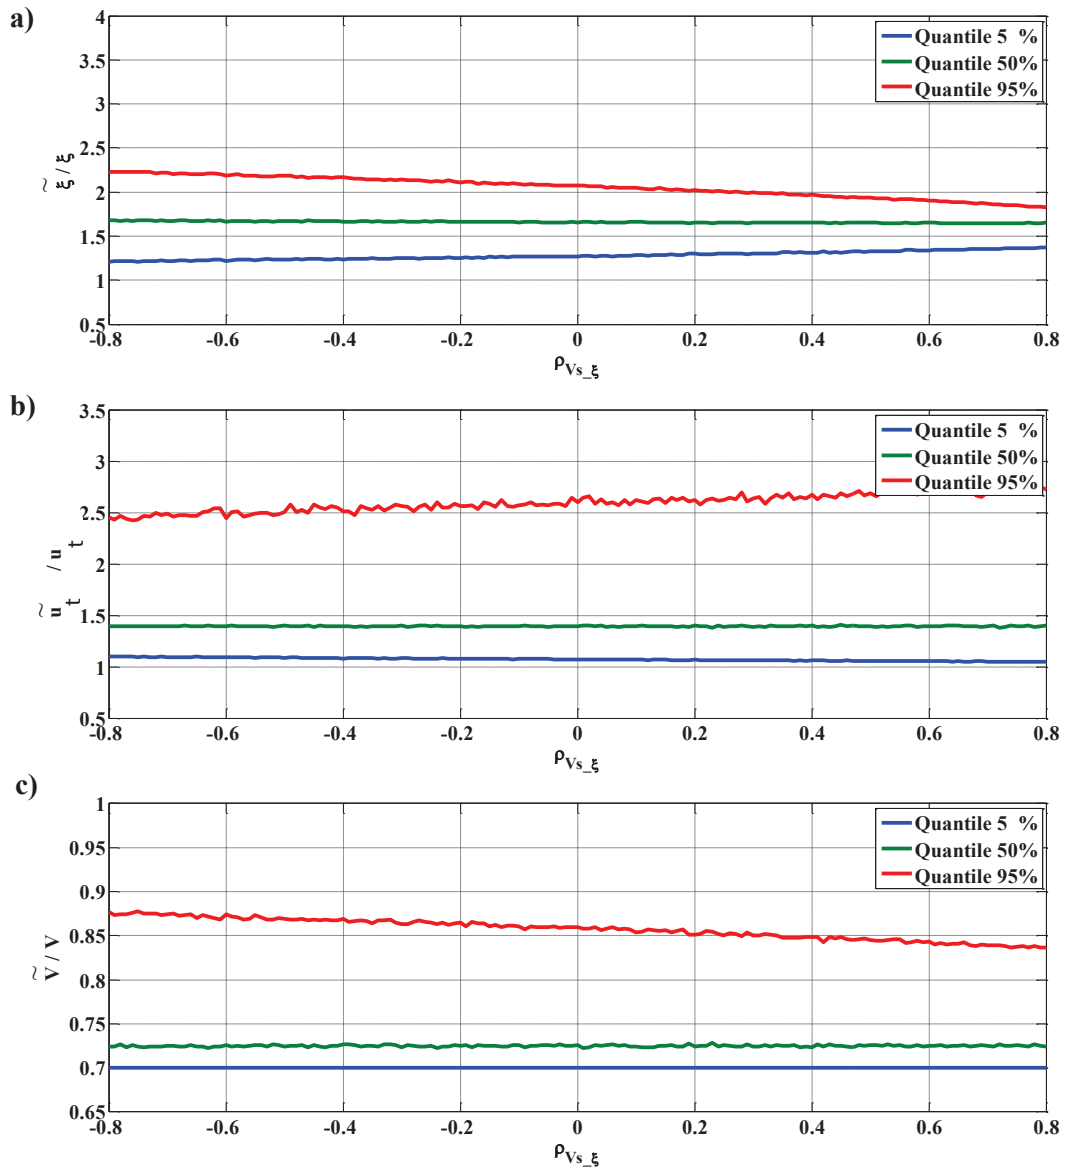 a)
4
3.5
3
2.5
2
1.5
1
0.5
ξ̃ / ξ
Quantile 5 %
Quantile 50%
Quantile 95%
-0.8 -0.6 -0.4 -0.2 0 0.2 0.4 0.6 0.8
ρVs_ξ
b)
3.5
3
2.5
2
1.5
1
0.5
ũt / ut
Quantile 5 %
Quantile 50%
Quantile 95%
-0.8 -0.6 -0.4 -0.2 0 0.2 0.4 0.6 0.8
ρVs_ξ
c)
1
0.95
0.9
0.85
0.8
0.75
0.7
0.65
Ṽ / V
Quantile 5 %
Quantile 50%
Quantile 95%
-0.8 -0.6 -0.4 -0.2 0 0.2 0.4 0.6 0.8
ρVs_ξ